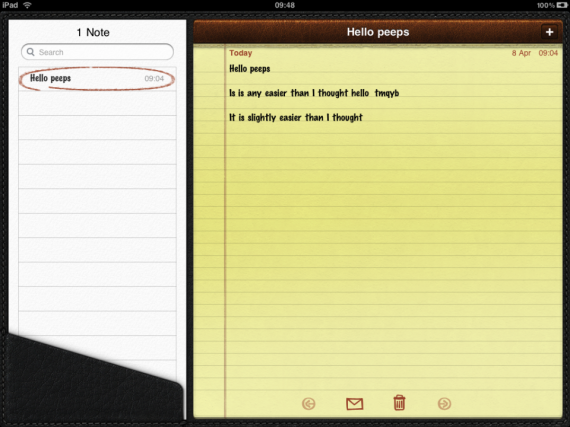 iPad 09:48 100%
1 Note
Search
Hello peeps 09:04
Hello peeps
Today 8 Apr 09:04
Hello peeps
Is is any easier than I thought hello tmqyb
It is slightly easier than I thought